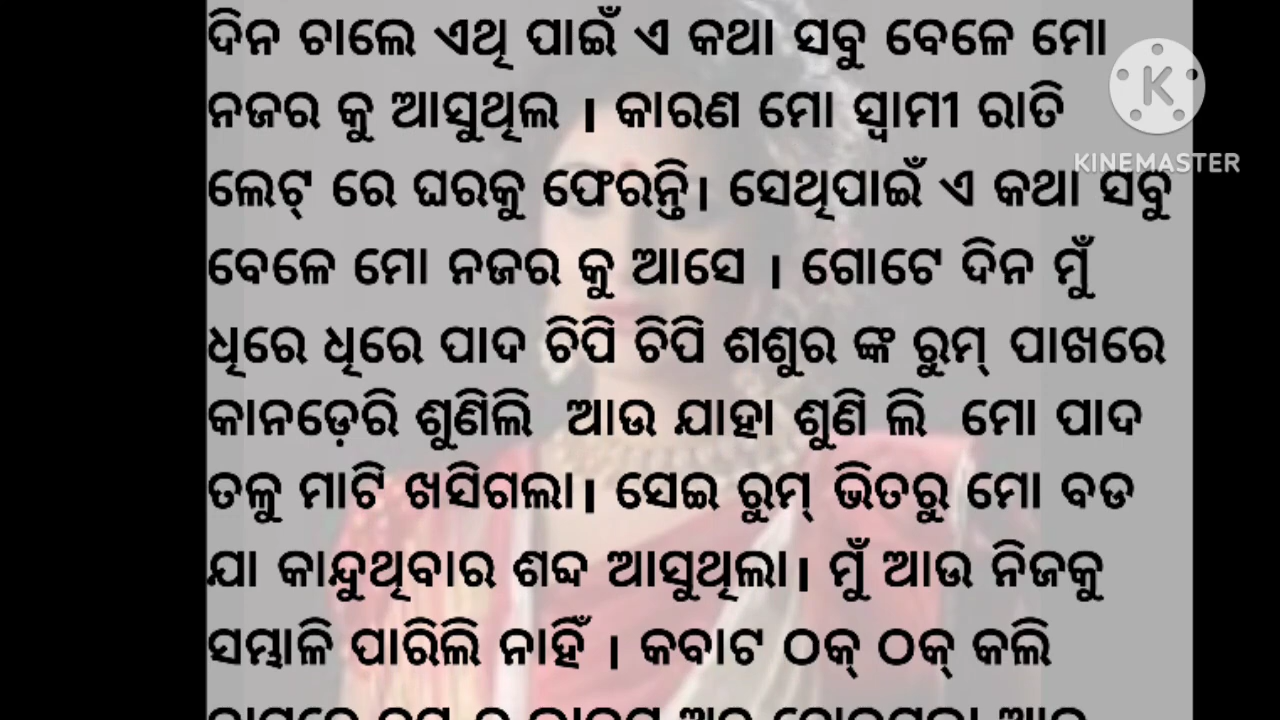 ଦିନ ଚାଲେ ଏଥି ପାଇଁ ଏ କଥା ସବୁ ବେଳେ ମୋ
ନଜର କୁ ଆସୁଥିଲ । କାରଣ ମୋ ସ୍ୱାମୀ ରାତି
ଲେଟ୍ ରେ ଘରକୁ ଫେରନ୍ତି। ସେଥିପାଇଁ ଏ କଥା ସବୁ
ବେଳେ ମୋ ନଜର କୁ ଆସେ । ଗୋଟେ ଦିନ ମୁଁ
ଧିରେ ଧିରେ ପାଦ ଚିପି ଚିପି ଶଶୁର ଙ୍କ ରୁମ୍ ପାଖରେ
କାନଡ଼େରି ଶୁଣିଲି ଆଉ ଯାହା ଶୁଣି ଲି ମୋ ପାଦ
ତଳୁ ମାଟି ଖସିଗଲା। ସେଇ ରୁମ୍ ଭିତରୁ ମୋ ବଡ
ଯା କାନ୍ଦୁଥିବାର ଶବ୍ଦ ଆସୁଥିଲା। ମୁଁ ଆଉ ନିଜକୁ
ସମ୍ଭାଳି ପାରିଲି ନାହିଁ । କବାଟ ଠକ୍ ଠକ୍ କଲି
KINEMASTER